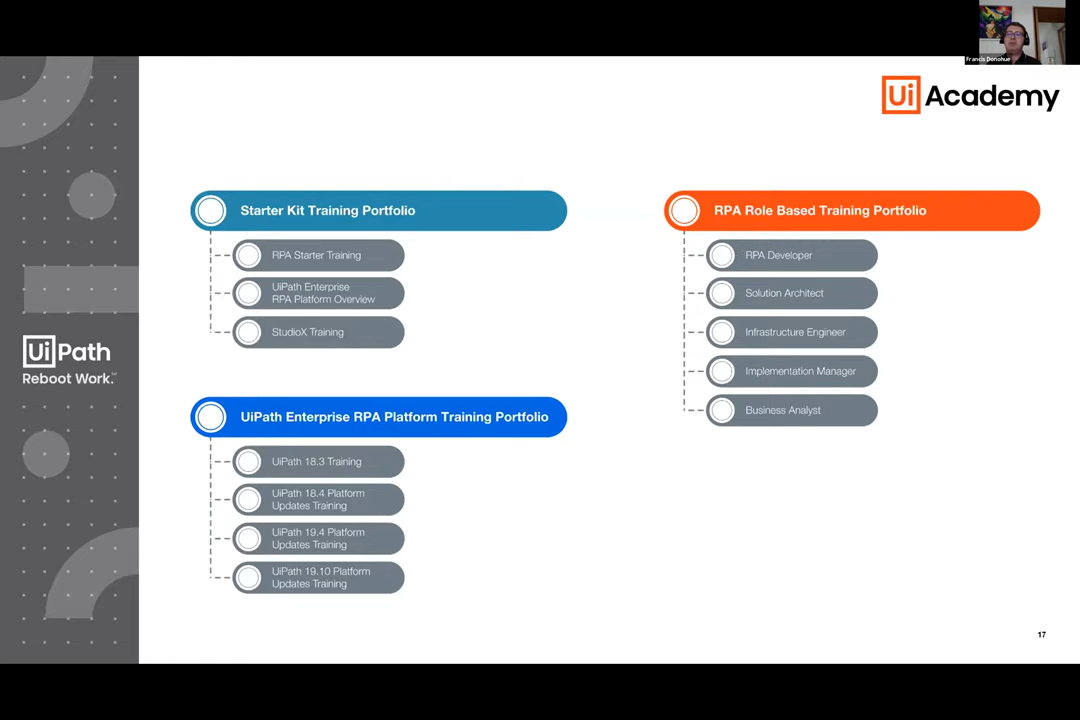 Francis Donohue
Ui Academy
Starter Kit Training Portfolio
RPA Starter Training
UiPath Enterprise
RPA Platform Overview
StudioX Training
UiPath Enterprise RPA Platform Training Portfolio
UiPath 18.3 Training
UiPath 18.4 Platform
Updates Training
UiPath 19.4 Platform
Updates Training
UiPath 19.10 Platform
Updates Training
RPA Role Based Training Portfolio
RPA Developer
Solution Architect
Infrastructure Engineer
Implementation Manager
Business Analyst
UiPath
Reboot Work.™
17